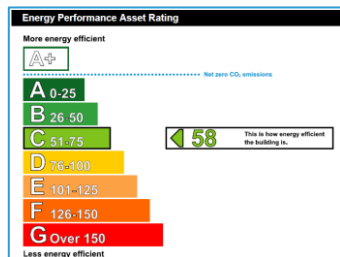 Energy Performance Asset Rating
More energy efficient
A+
Net zero CO₂ emissions
A 0-25
B 26-50
C 51-75
58 This is how energy efficient
the building is.
D 76-100
E 101-125
F 126-150
G Over 150
Less energy efficient